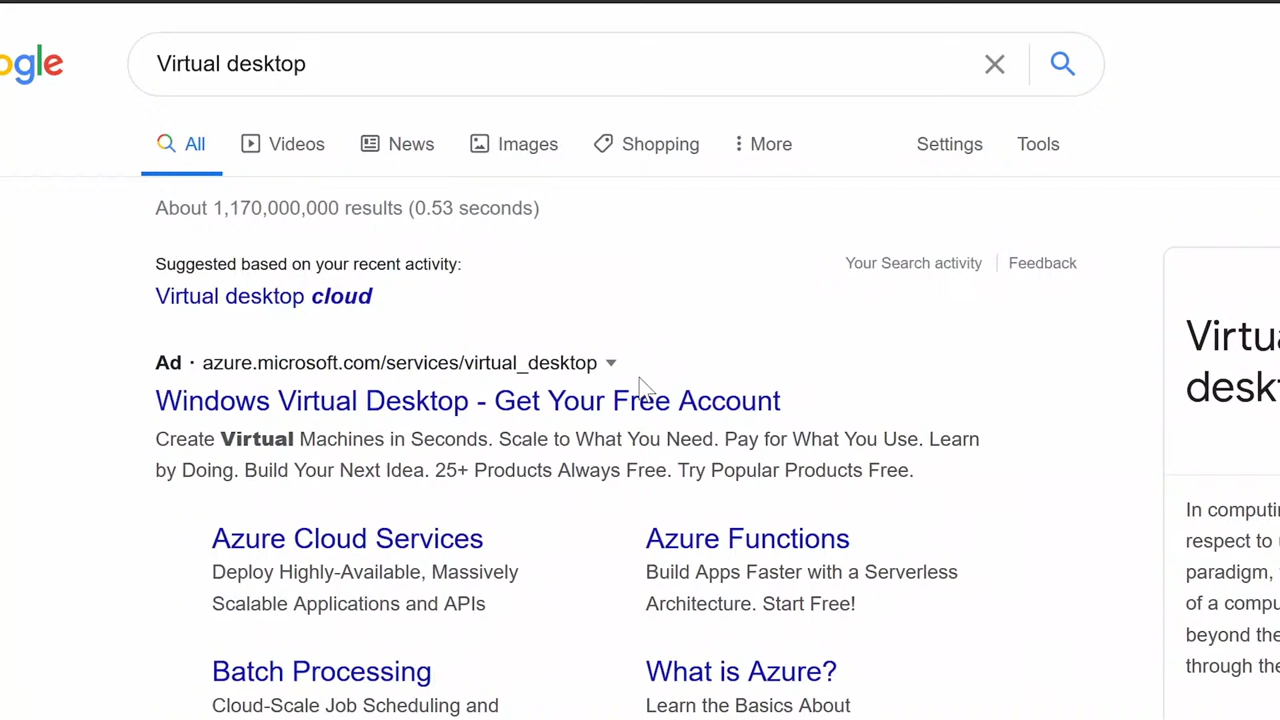 ogle
Virtual desktop
All Videos News Images Shopping More Settings Tools
About 1,170,000,000 results (0.53 seconds)
Suggested based on your recent activity:
Your Search activity Feedback
Virtual desktop cloud
Ad · azure.microsoft.com/services/virtual_desktop
Windows Virtual Desktop - Get Your Free Account
Create Virtual Machines in Seconds. Scale to What You Need. Pay for What You Use. Learn
by Doing. Build Your Next Idea. 25+ Products Always Free. Try Popular Products Free.
Azure Cloud Services
Deploy Highly-Available, Massively
Scalable Applications and APIs
Azure Functions
Build Apps Faster with a Serverless
Architecture. Start Free!
Batch Processing
Cloud-Scale Job Scheduling and
What is Azure?
Learn the Basics About
Virtu
desk
In computi
respect to
paradigm,
of a compu
beyond the
through the